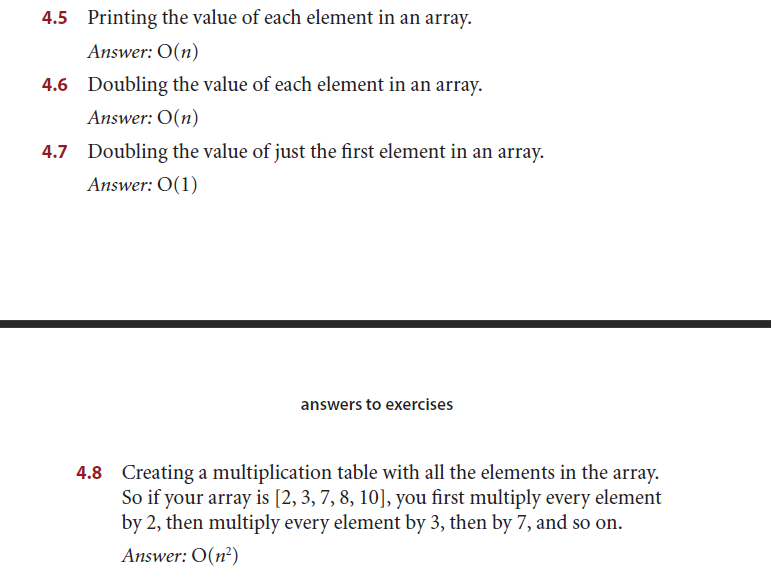 4.5 Printing the value of each element in an array.
Answer: O(n)
4.6 Doubling the value of each element in an array.
Answer: O(n)
4.7 Doubling the value of just the first element in an array.
Answer: O(1)
answers to exercises
4.8 Creating a multiplication table with all the elements in the array.
So if your array is [2, 3, 7, 8, 10], you first multiply every element
by 2, then multiply every element by 3, then by 7, and so on.
Answer: O(n²)